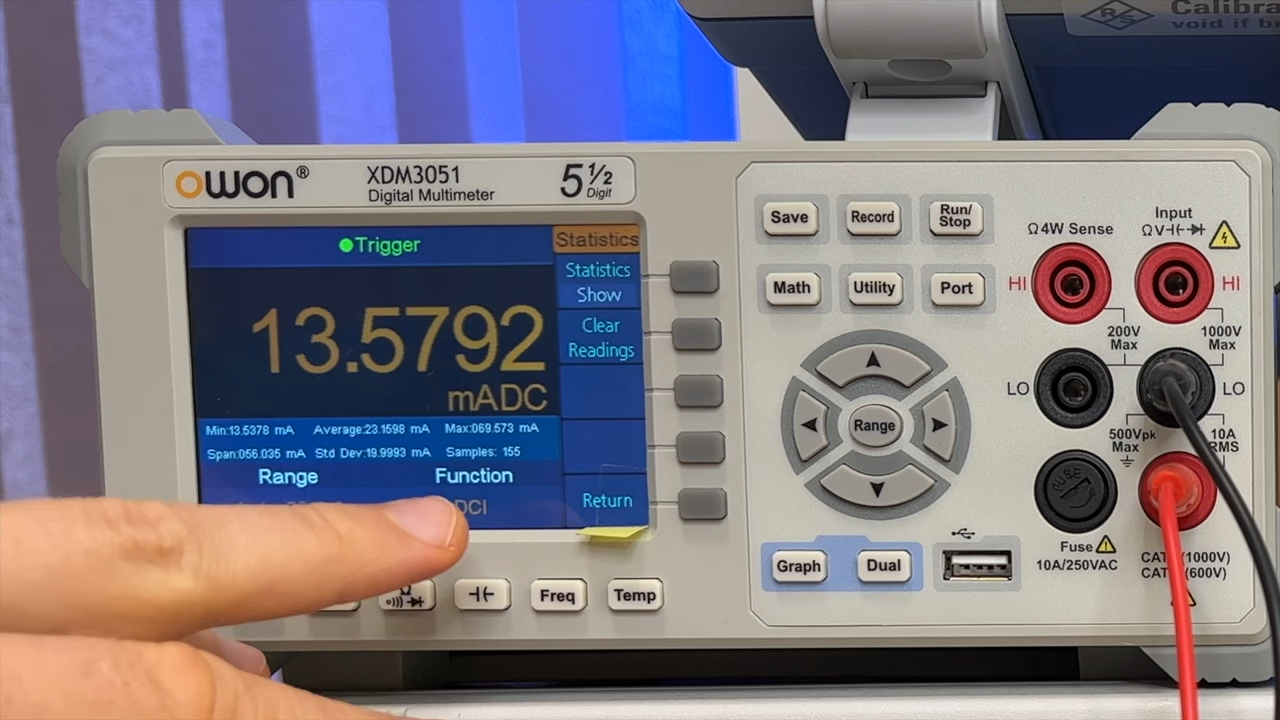 Calibra
void if b
RS
OWON®
XDM3051
Digital Multimeter
5½
Digit
Trigger
13.5792
mADC
Min:13.5378 mA Average:23.1598 mA Max:069.573 mA
Span:056.035 mA Std Dev:19.9993 mA Samples: 155
Range Function
DCI
Statistics
Statistics
Show
Clear
Readings
Return
Save Record Run/
Stop
Math Utility Port
Range
Graph Dual
Freq Temp
Ω4W Sense
Input
ΩV
HI HI
200V
Max
1000V
Max
LO LO
500Vpk
Max
10A
RMS
FUSE
Fuse
10A/250VAC
CAT (1000V)
CAT (600V)